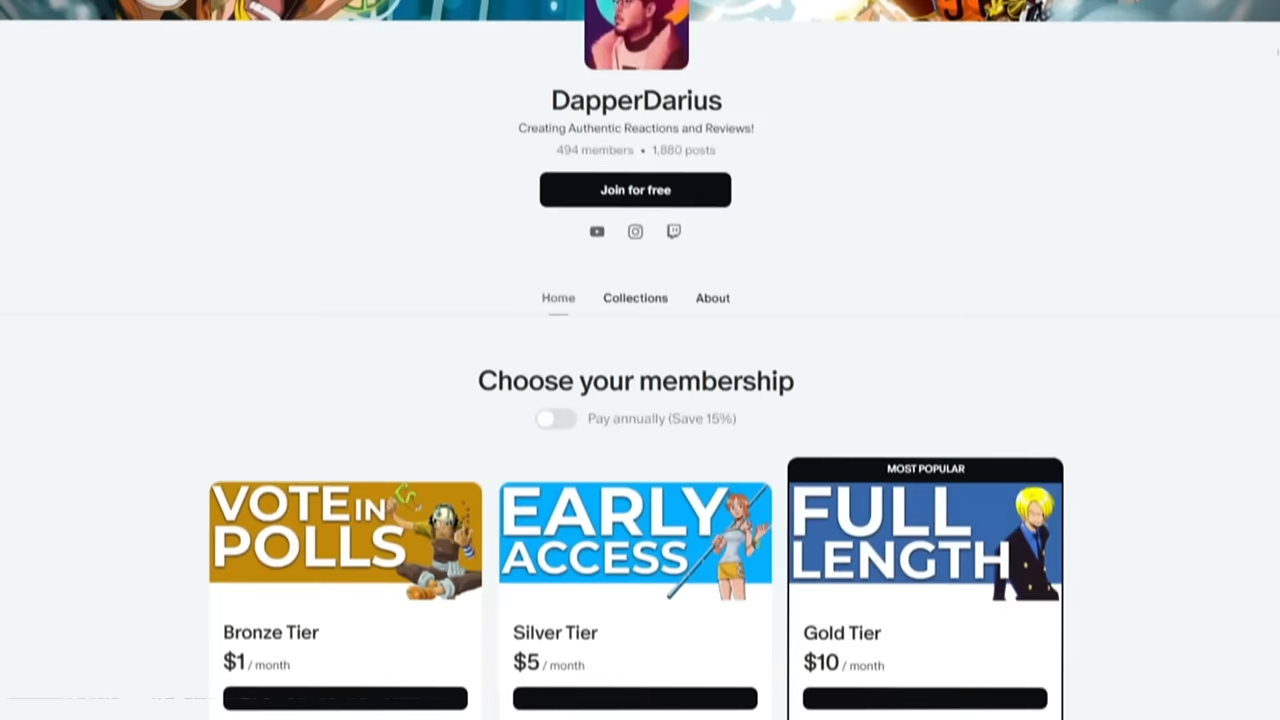 DapperDarius
Creating Authentic Reactions and Reviews!
494 members • 1,880 posts
Join for free
Home Collections About
Choose your membership
Pay annually (Save 15%)
MOST POPULAR
VOTE IN
POLLS
EARLY
ACCESS
FULL
LENGTH
Bronze Tier
$1 / month
Silver Tier
$5 / month
Gold Tier
$10 / month